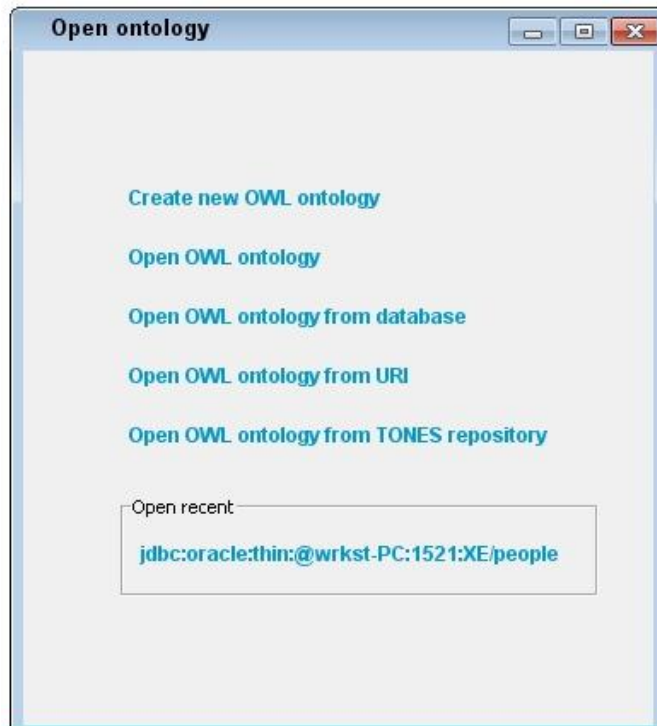 Open ontology
Create new OWL ontology
Open OWL ontology
Open OWL ontology from database
Open OWL ontology from URI
Open OWL ontology from TONES repository
Open recent
jdbc:oracle:thin:@wrkst-PC:1521:XE/people